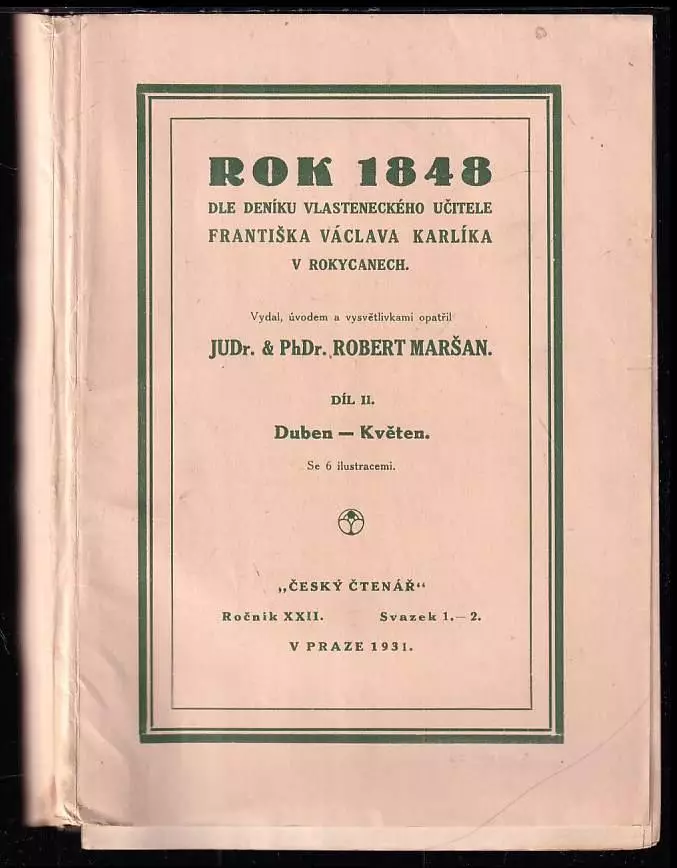 ROK 1848
DLE DENÍKU VLASTENECKÉHO UČITELE
FRANTIŠKA VÁCLAVA KARLÍKA
V ROKYCANECH.
Vydal, úvodem a vysvětlivkami opatřil
JUDr. & PhDr. ROBERT MARŠAN.
DÍL II.
Duben — Květen.
Se 6 ilustracemi.
„ČESKÝ ČTENÁŘ“
Ročník XXII. Svazek 1.—2.
V PRAZE 1931.